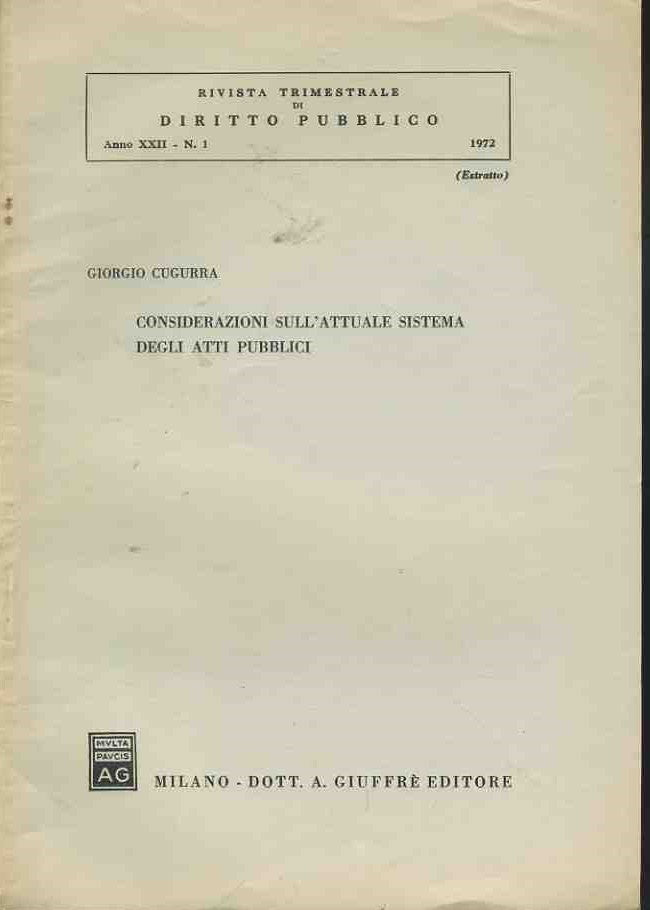 RIVISTA TRIMESTRALE
DI
DIRITTO PUBBLICO
Anno XXII - N. 1 1972
(Estratto)
GIORGIO CUGURRA
CONSIDERAZIONI SULL'ATTUALE SISTEMA
DEGLI ATTI PUBBLICI
MVLTA
PAVCIS
AG
MILANO - DOTT. A. GIUFFRÈ EDITORE